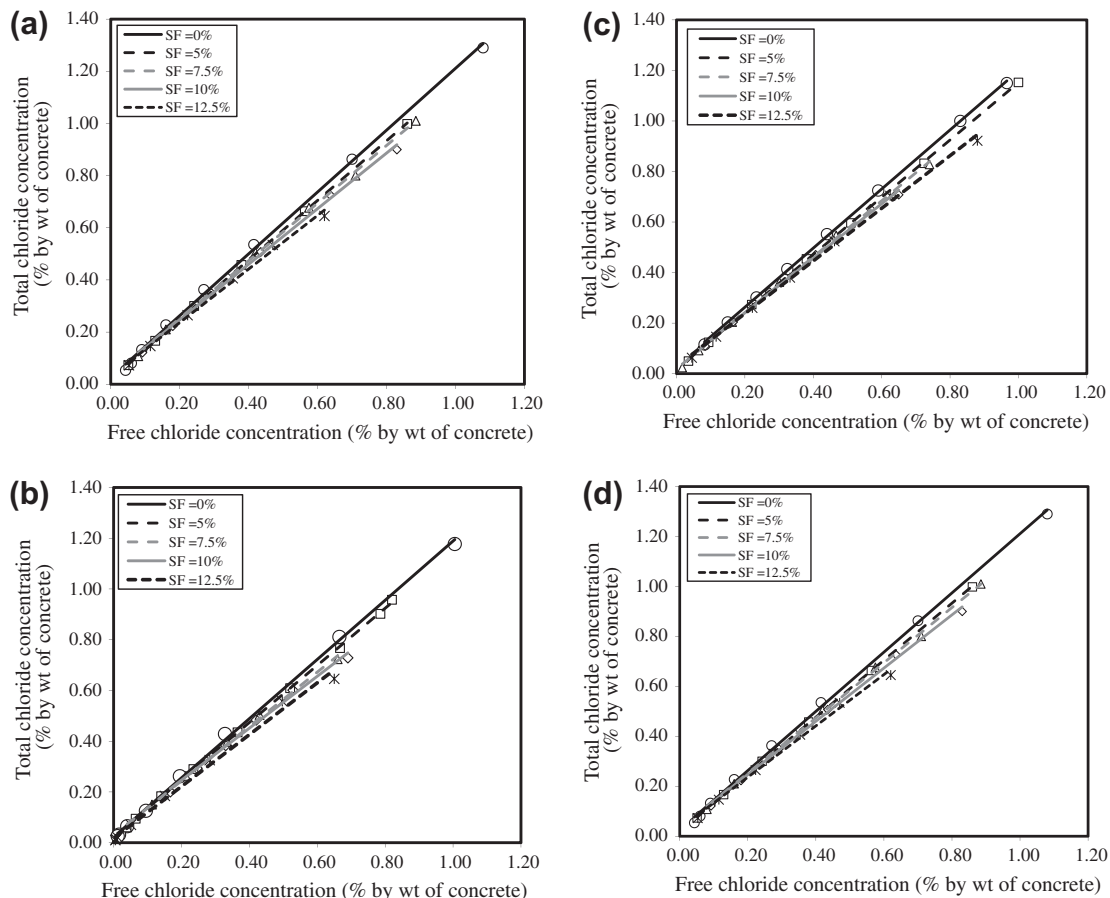 (a)
1.40
1.20
1.00
0.80
0.60
0.40
0.20
0.00
SF =0%
SF =5%
SF =7.5%
SF =10%
SF =12.5%
Total chloride concentration
(% by wt of concrete)
0.00 0.20 0.40 0.60 0.80 1.00 1.20
Free chloride concentration (% by wt of concrete)
(c)
1.40
1.20
1.00
0.80
0.60
0.40
0.20
0.00
SF =0%
SF =5%
SF =7.5%
SF =10%
SF =12.5%
Total chloride concentration
(% by wt of concrete)
0.00 0.20 0.40 0.60 0.80 1.00 1.20
Free chloride concentration (% by wt of concrete)
(b)
1.40
1.20
1.00
0.80
0.60
0.40
0.20
0.00
SF =0%
SF =5%
SF =7.5%
SF =10%
SF =12.5%
Total chloride concentration
(% by wt of concrete)
0.00 0.20 0.40 0.60 0.80 1.00 1.20
Free chloride concentration (% by wt of concrete)
(d)
1.40
1.20
1.00
0.80
0.60
0.40
0.20
0.00
SF =0%
SF =5%
SF =7.5%
SF =10%
SF =12.5%
Total chloride concentration
(% by wt of concrete)
0.00 0.20 0.40 0.60 0.80 1.00 1.20
Free chloride concentration (% by wt of concrete)